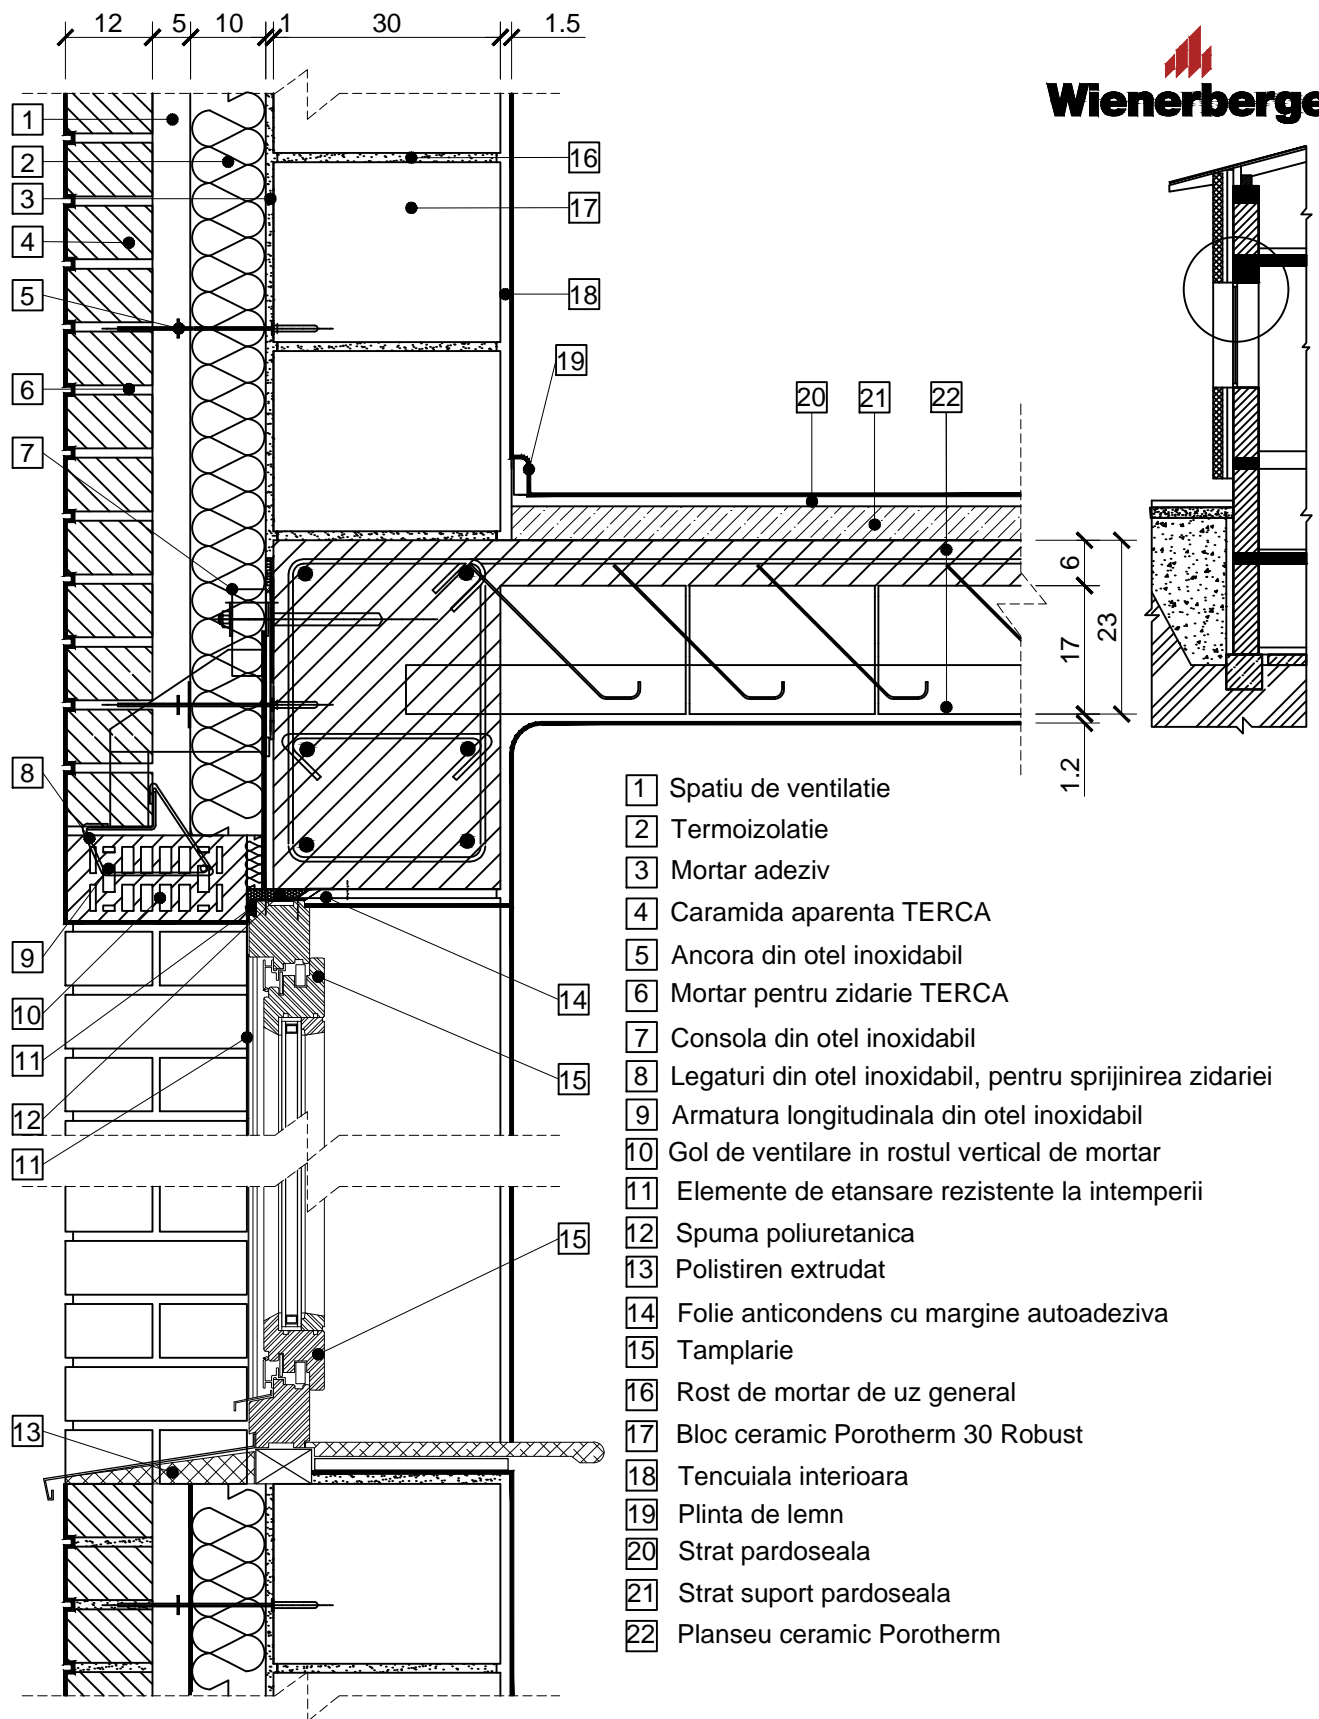 12 5 10 1 30 1.5
Wienerberge
1
2
3
4
5
6
7
8
9
10
11
12
11
13
16
17
18
19
20 21 22
14
15
15
6
17
23
1.2
1 Spatiu de ventilatie
2 Termoizolatie
3 Mortar adeziv
4 Caramida aparenta TERCA
5 Ancora din otel inoxidabil
6 Mortar pentru zidarie TERCA
7 Consola din otel inoxidabil
8 Legaturi din otel inoxidabil, pentru sprijinirea zidariei
9 Armatura longitudinala din otel inoxidabil
10 Gol de ventilare in rostul vertical de mortar
11 Elemente de etansare rezistente la intemperii
12 Spuma poliuretanica
13 Polistiren extrudat
14 Folie anticondens cu margine autoadeziva
15 Tamplarie
16 Rost de mortar de uz general
17 Bloc ceramic Porotherm 30 Robust
18 Tencuiala interioara
19 Plinta de lemn
20 Strat pardoseala
21 Strat suport pardoseala
22 Planseu ceramic Porotherm